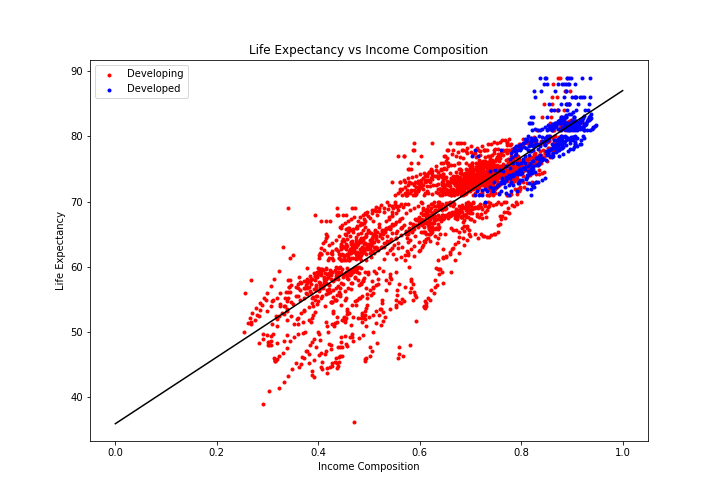 Life Expectancy vs Income Composition
Developing
Developed
90
80
70
60
50
40
Life Expectancy
0.0 0.2 0.4 0.6 0.8 1.0
Income Composition